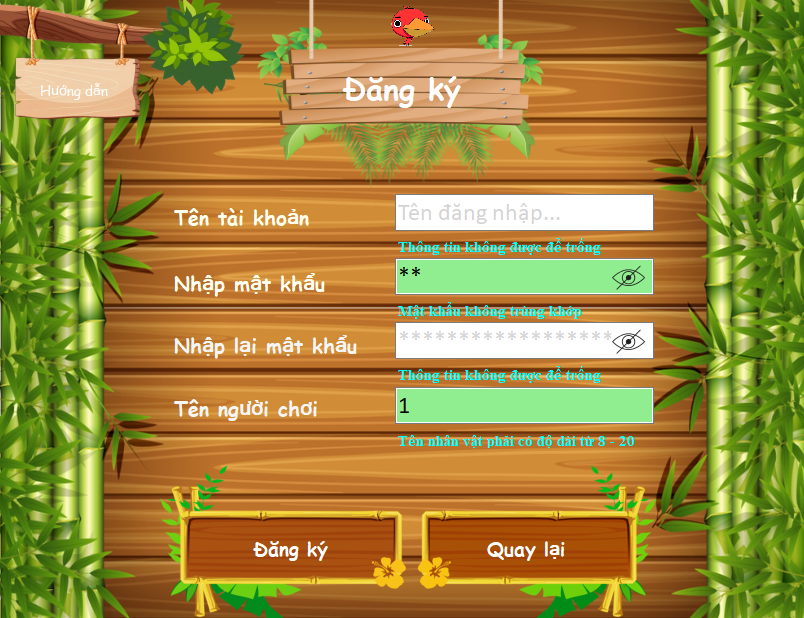 Hướng dẫn
Đăng ký
Tên tài khoản
Tên đăng nhập...
Thông tin không được để trống
Nhập mật khẩu
**
Mật khẩu không trùng khớp
Nhập lại mật khẩu
*****************
Thông tin không được để trống
Tên người chơi
1
Tên nhân vật phải có độ dài từ 8 - 20
Đăng ký
Quay lại